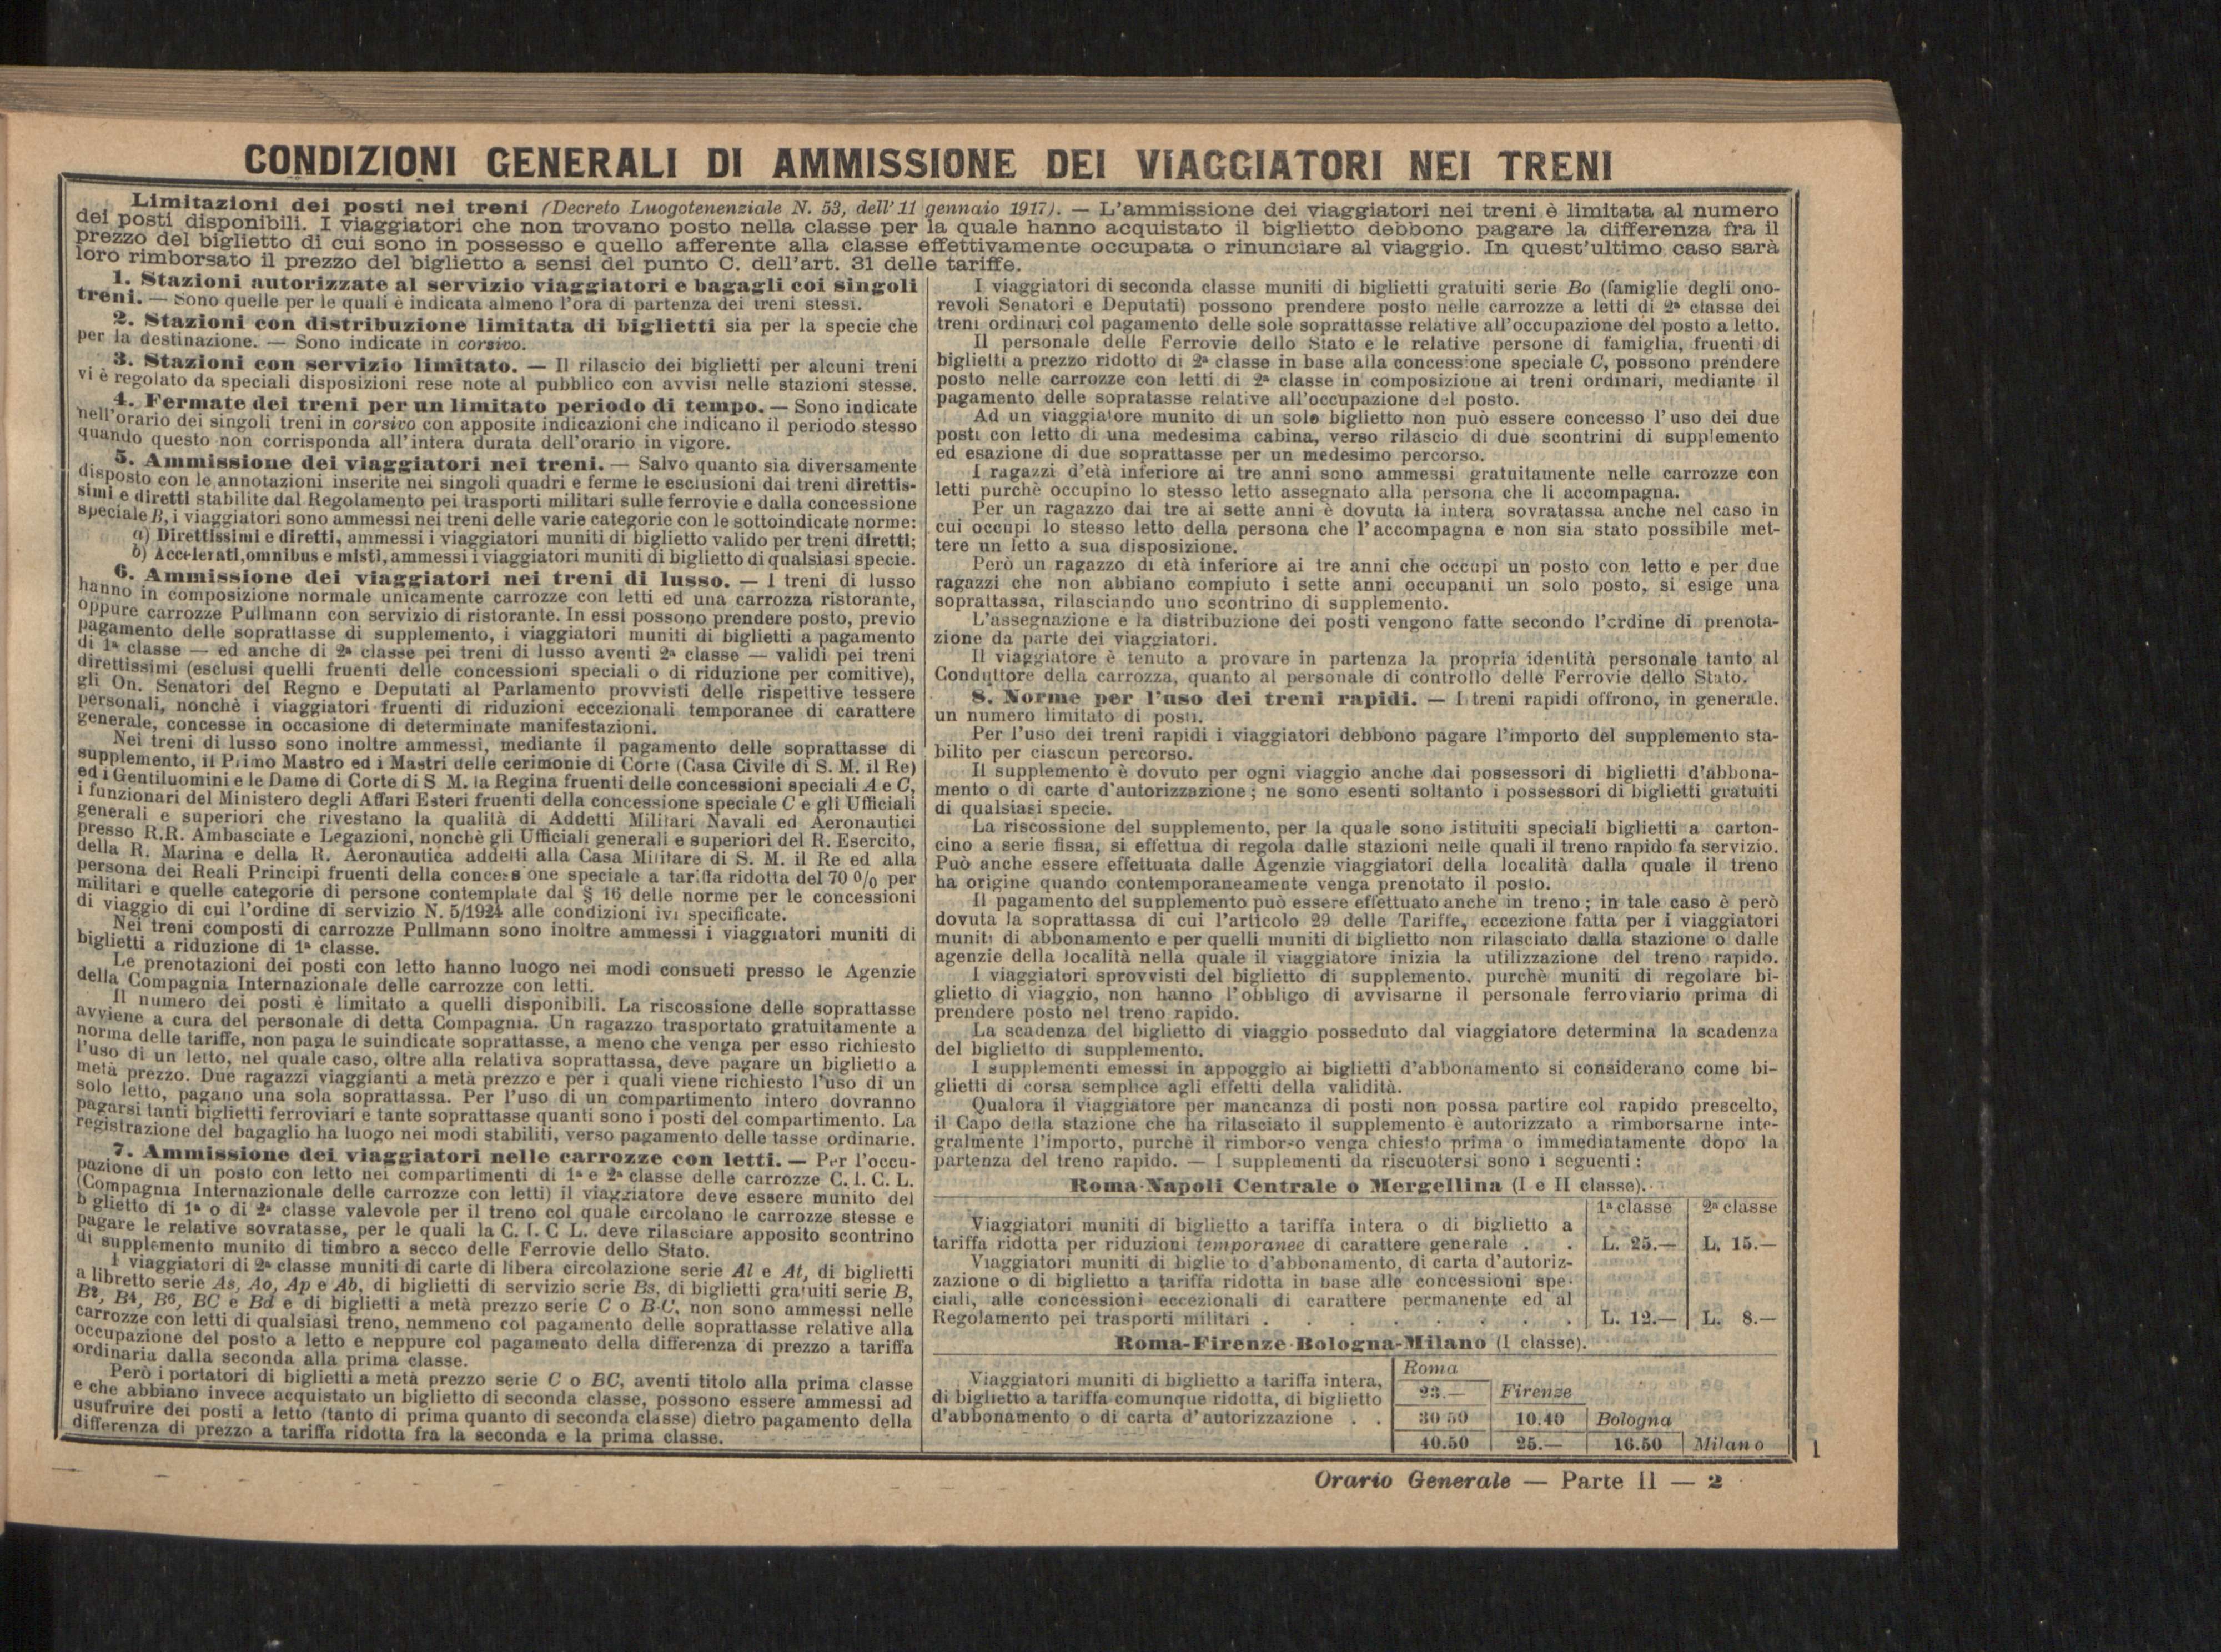 CONDIZIONI GENERALI DI AMMISSIONE DEI VIAGGIATORI NEI TRENI
Limitazioni dei posti nei treni (Decreto Luogotenenziale N. 53, dell'11 gennaio 1917). — L'ammissione dei viaggiatori nei treni è limitata al numero
dei posti disponibili. I viaggiatori che non trovano posto nella classe per la quale hanno acquistato il biglietto debbono pagare la differenza fra il
prezzo del biglietto di cui sono in possesso e quello afferente alla classe effettivamente occupata o rinunciare al viaggio. In quest'ultimo caso sarà
loro rimborsato il prezzo del biglietto a sensi del punto C. dell'art. 31 delle tariffe.
1. Stazioni autorizzate al servizio viaggiatori e bagagli coi singoli
treni. — Sono quelle per le quali è indicata almeno l'ora di partenza dei treni stessi.
2. Stazioni con distribuzione limitata di biglietti sia per la specie che
per la destinazione. — Sono indicate in corsivo.
3. Stazioni con servizio limitato. — Il rilascio dei biglietti per alcuni treni
vi è regolato da speciali disposizioni rese note al pubblico con avvisi nelle stazioni stesse.
4. Fermate dei treni per un limitato periodo di tempo. — Sono indicate
nell'orario dei singoli treni in corsivo con apposite indicazioni che indicano il periodo stesso
quando questo non corrisponda all'intera durata dell'orario in vigore.
5. Ammissione dei viaggiatori nei treni. — Salvo quanto sia diversamente
disposto con le annotazioni inserite nei singoli quadri e ferme le esclusioni dai treni direttis-
simi e diretti stabilite dal Regolamento pei trasporti militari sulle ferrovie e dalla concessione
speciale B, i viaggiatori sono ammessi nei treni delle varie categorie con le sottoindicate norme:
a) Direttissimi e diretti, ammessi i viaggiatori muniti di biglietto valido per treni diretti;
b) Accelerati, omnibus e misti, ammessi i viaggiatori muniti di biglietto di qualsiasi specie.
6. Ammissione dei viaggiatori nei treni di lusso. — I treni di lusso
hanno in composizione normale unicamente carrozze con letti ed una carrozza ristorante,
oppure carrozze Pullmann con servizio di ristorante. In essi possono prendere posto, previo
pagamento delle soprattasse di supplemento, i viaggiatori muniti di biglietti a pagamento
di 1ª classe — ed anche di 2ª classe pei treni di lusso aventi 2ª classe — validi pei treni
direttissimi (esclusi quelli fruenti delle concessioni speciali o di riduzione per comitive),
gli On. Senatori del Regno e Deputati al Parlamento provvisti delle rispettive tessere
personali, nonchè i viaggiatori fruenti di riduzioni eccezionali temporanee di carattere
generale, concesse in occasione di determinate manifestazioni.
Nei treni di lusso sono inoltre ammessi, mediante il pagamento delle soprattasse di
supplemento, il Primo Mastro ed i Mastri delle cerimonie di Corte (Casa Civile di S. M. il Re)
ed i Gentiluomini e le Dame di Corte di S M. la Regina fruenti delle concessioni speciali A e C,
i funzionari del Ministero degli Affari Esteri fruenti della concessione speciale C e gli Ufficiali
generali e superiori che rivestano la qualilà di Addetti Militari Navali ed Aeronautici
presso R.R. Ambasciate e Legazioni, nonchè gli Ufficiali generali e superiori del R. Esercito,
della R. Marina e della R. Aeronautica addetti alla Casa Militare di S. M. il Re ed alla
persona dei Reali Principi fruenti della concessone speciale a tariffa ridotta del 70 0/0 per
militari e quelle categorie di persone contemplate dal § 16 delle norme per le concessioni
di viaggio di cui l'ordine di servizio N. 5/1924 alle condizioni ivi specificate.
Nei treni composti di carrozze Pullmann sono inoltre ammessi i viaggiatori muniti di
biglietti a riduzione di 1ª classe.
Le prenotazioni dei posti con letto hanno luogo nei modi consueti presso le Agenzie
della Compagnia Internazionale delle carrozze con letti.
Il numero dei posti è limitato a quelli disponibili. La riscossione delle soprattasse
avviene a cura del personale di detta Compagnia. Un ragazzo trasportato gratuitamente a
norma delle tariffe, non paga le suindicate soprattasse, a meno che venga per esso richiesto
l'uso di un letto, nel quale caso, oltre alla relativa soprattassa, deve pagare un biglietto a
metà prezzo. Due ragazzi viaggianti a metà prezzo e per i quali viene richiesto l'uso di un
solo letto, pagano una sola soprattassa. Per l'uso di un compartimento intero dovranno
pagarsi tanti biglietti ferroviari e tante soprattasse quanti sono i posti del compartimento. La
registrazione del bagaglio ha luogo nei modi stabiliti, verso pagamento delle tasse ordinarie.
7. Ammissione dei viaggiatori nelle carrozze con letti. — Per l'occu-
pazione di un posto con letto nei compartimenti di 1ª e 2ª classe delle carrozze C. I. C. L.
(Compagnia Internazionale delle carrozze con letti) il viaggiatore deve essere munito del
biglietto di 1ª o di 2ª classe valevole per il treno col quale circolano le carrozze stesse e
pagare le relative sovratasse, per le quali la C. I. C L. deve rilasciare apposito scontrino
di supplemento munito di timbro a secco delle Ferrovie dello Stato.
I viaggiatori di 2ª classe muniti di carte di libera circolazione serie Al e At, di biglietti
a libretto serie As, Ao, Ap e Ab, di biglietti di servizio serie Bs, di biglietti gratuiti serie B,
B², B⁴, B⁶, BC e Bd e di biglietti a metà prezzo serie C o B.C, non sono ammessi nelle
carrozze con letti di qualsiasi treno, nemmeno col pagamento delle soprattasse relative alla
occupazione del posto a letto e neppure col pagamento della differenza di prezzo a tariffa
ordinaria dalla seconda alla prima classe.
Però i portatori di biglietti a metà prezzo serie C o BC, aventi titolo alla prima classe
e che abbiano invece acquistato un biglietto di seconda classe, possono essere ammessi ad
usufruire dei posti a letto (tanto di prima quanto di seconda classe) dietro pagamento della
differenza di prezzo a tariffa ridotta fra la seconda e la prima classe.
I viaggiatori di seconda classe muniti di biglietti gratuiti serie Bo (famiglie degli ono-
revoli Senatori e Deputati) possono prendere posto nelle carrozze a letti di 2ª classe dei
treni ordinari col pagamento delle sole soprattasse relative all'occupazione del posto a letto.
Il personale delle Ferrovie dello Stato e le relative persone di famiglia, fruenti di
biglietti a prezzo ridotto di 2ª classe in base alla concessione speciale C, possono prendere
posto nelle carrozze con letti di 2ª classe in composizione ai treni ordinari, mediante il
pagamento delle sopratasse relative all'occupazione del posto.
Ad un viaggiatore munito di un solo biglietto non può essere concesso l'uso dei due
posti con letto di una medesima cabina, verso rilascio di due scontrini di supplemento
ed esazione di due soprattasse per un medesimo percorso.
I ragazzi d'età inferiore ai tre anni sono ammessi gratuitamente nelle carrozze con
letti purchè occupino lo stesso letto assegnato alla persona che li accompagna.
Per un ragazzo dai tre ai sette anni è dovuta la intera sovratassa anche nel caso in
cui occupi lo stesso letto della persona che l'accompagna e non sia stato possibile met-
tere un letto a sua disposizione.
Però un ragazzo di età inferiore ai tre anni che occupi un posto con letto e per due
ragazzi che non abbiano compiuto i sette anni occupanti un solo posto, si esige una
soprattassa, rilasciando uno scontrino di supplemento.
L'assegnazione e la distribuzione dei posti vengono fatte secondo l'ordine di prenota-
zione da parte dei viaggiatori.
Il viaggiatore è tenuto a provare in partenza la propria identità personale tanto al
Conduttore della carrozza, quanto al personale di controllo delle Ferrovie dello Stato.
8. Norme per l'uso dei treni rapidi. — I treni rapidi offrono, in generale,
un numero limitato di posti.
Per l'uso dei treni rapidi i viaggiatori debbono pagare l'importo del supplemento sta-
bilito per ciascun percorso.
Il supplemento è dovuto per ogni viaggio anche dai possessori di biglietti d'abbona-
mento o di carte d'autorizzazione; ne sono esenti soltanto i possessori di biglietti gratuiti
di qualsiasi specie.
La riscossione del supplemento, per la quale sono istituiti speciali biglietti a carton-
cino a serie fissa, si effettua di regola dalle stazioni nelle quali il treno rapido fa servizio.
Può anche essere effettuata dalle Agenzie viaggiatori della località dalla quale il treno
ha origine quando contemporaneamente venga prenotato il posto.
Il pagamento del supplemento può essere effettuato anche in treno; in tale caso è però
dovuta la soprattassa di cui l'articolo 29 delle Tariffe, eccezione fatta per i viaggiatori
muniti di abbonamento e per quelli muniti di biglietto non rilasciato dalla stazione o dalle
agenzie della località nella quale il viaggiatore inizia la utilizzazione del treno rapido.
I viaggiatori sprovvisti del biglietto di supplemento, purchè muniti di regolare bi-
glietto di viaggio, non hanno l'obbligo di avvisarne il personale ferroviario prima di
prendere posto nel treno rapido.
La scadenza del biglietto di viaggio posseduto dal viaggiatore determina la scadenza
del biglietto di supplemento.
I supplementi emessi in appoggio ai biglietti d'abbonamento si considerano come bi-
glietti di corsa semplice agli effetti della validità.
Qualora il viaggiatore per mancanza di posti non possa partire col rapido prescelto,
il Capo della stazione che ha rilasciato il supplemento è autorizzato a rimborsarne inte-
gralmente l'importo, purchè il rimborso venga chiesto prima o immediatamente dopo la
partenza del treno rapido. — I supplementi da riscuotersi sono i seguenti:
Roma-Napoli Centrale o Mergellina (I e II classe).
1ª classe 2ª classe
Viaggiatori muniti di biglietto a tariffa intera o di biglietto a
tariffa ridotta per riduzioni temporanee di carattere generale . . L. 25.— L. 15.—
Viaggiatori muniti di biglietto d'abbonamento, di carta d'autoriz-
zazione o di biglietto a tariffa ridotta in base alle concessioni spe-
ciali, alle concessioni eccezionali di carattere permanente ed al
Regolamento pei trasporti militari . . . . . . . . L. 12.— L. 8.—
Roma-Firenze-Bologna-Milano (I classe).
Roma
Viaggiatori muniti di biglietto a tariffa intera,
di biglietto a tariffa comunque ridotta, di biglietto 23.— Firenze
d'abbonamento o di carta d'autorizzazione . . 30 50 10.40 Bologna
40.50 25.— 16.50 Milano
1
Orario Generale — Parte II — 2